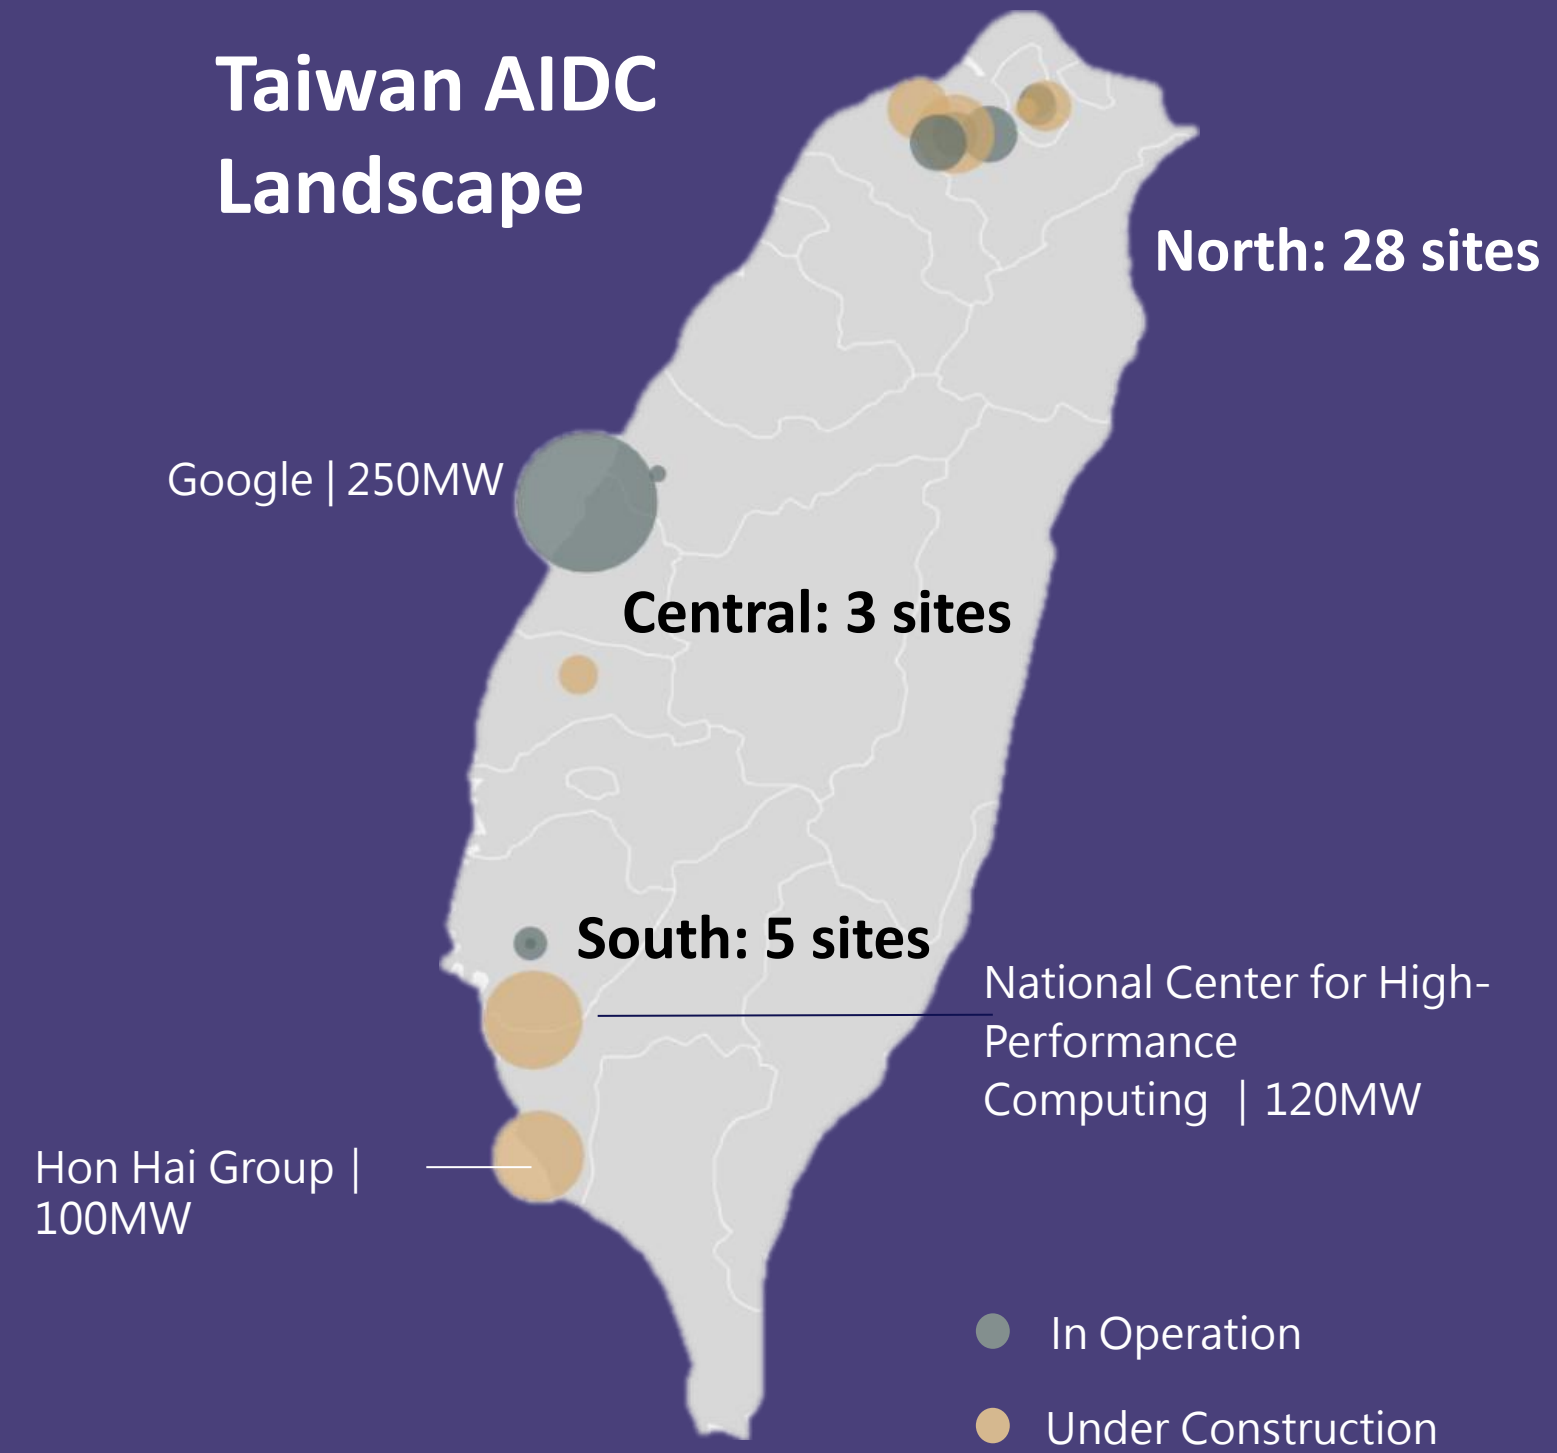 Taiwan AIDC
Landscape
North: 28 sites
Google | 250MW
Central: 3 sites
South: 5 sites
National Center for High-
Performance
Computing | 120MW
Hon Hai Group |
100MW
In Operation
Under Construction